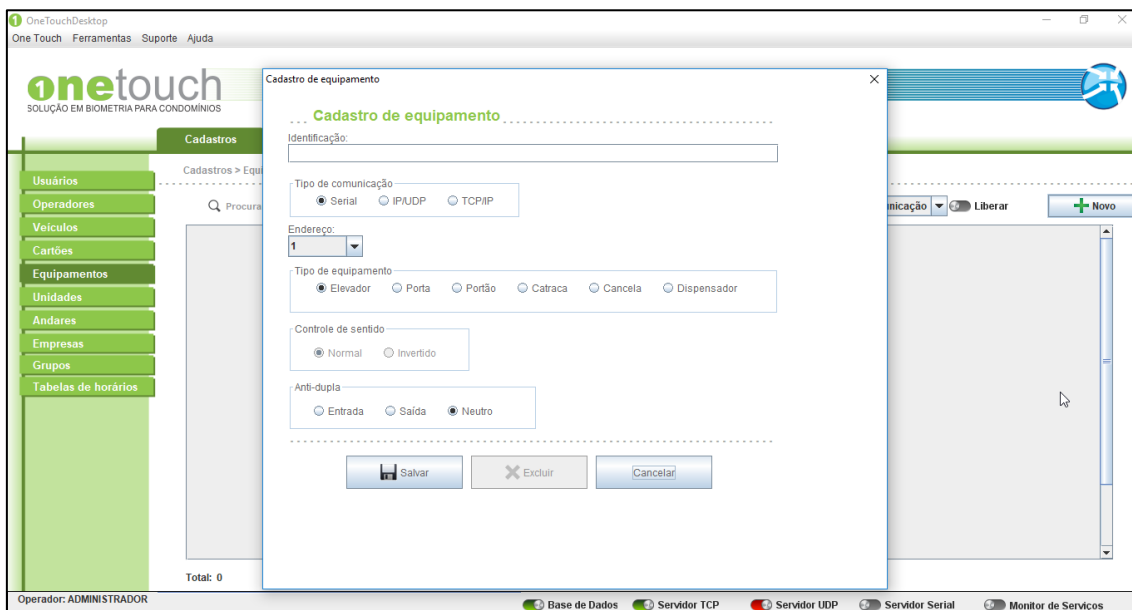 OneTouchDesktop
One Touch Ferramentas Suporte Ajuda
onetouch
SOLUÇÃO EM BIOMETRIA PARA CONDOMÍNIOS
Cadastros
Cadastros > Equi
Usuários
Operadores
Veículos
Cartões
Equipamentos
Unidades
Andares
Empresas
Grupos
Tabelas de horários
Procura
nicação Liberar Novo
Total: 0
Cadastro de equipamento
Cadastro de equipamento
Identificação:
Tipo de comunicação
Serial IP/UDP TCP/IP
Endereço:
1
Tipo de equipamento
Elevador Porta Portão Catraca Cancela Dispensador
Controle de sentido
Normal Invertido
Anti-dupla
Entrada Saída Neutro
Salvar Excluir Cancelar
Operador: ADMINISTRADOR
Base de Dados Servidor TCP Servidor UDP Servidor Serial Monitor de Serviços